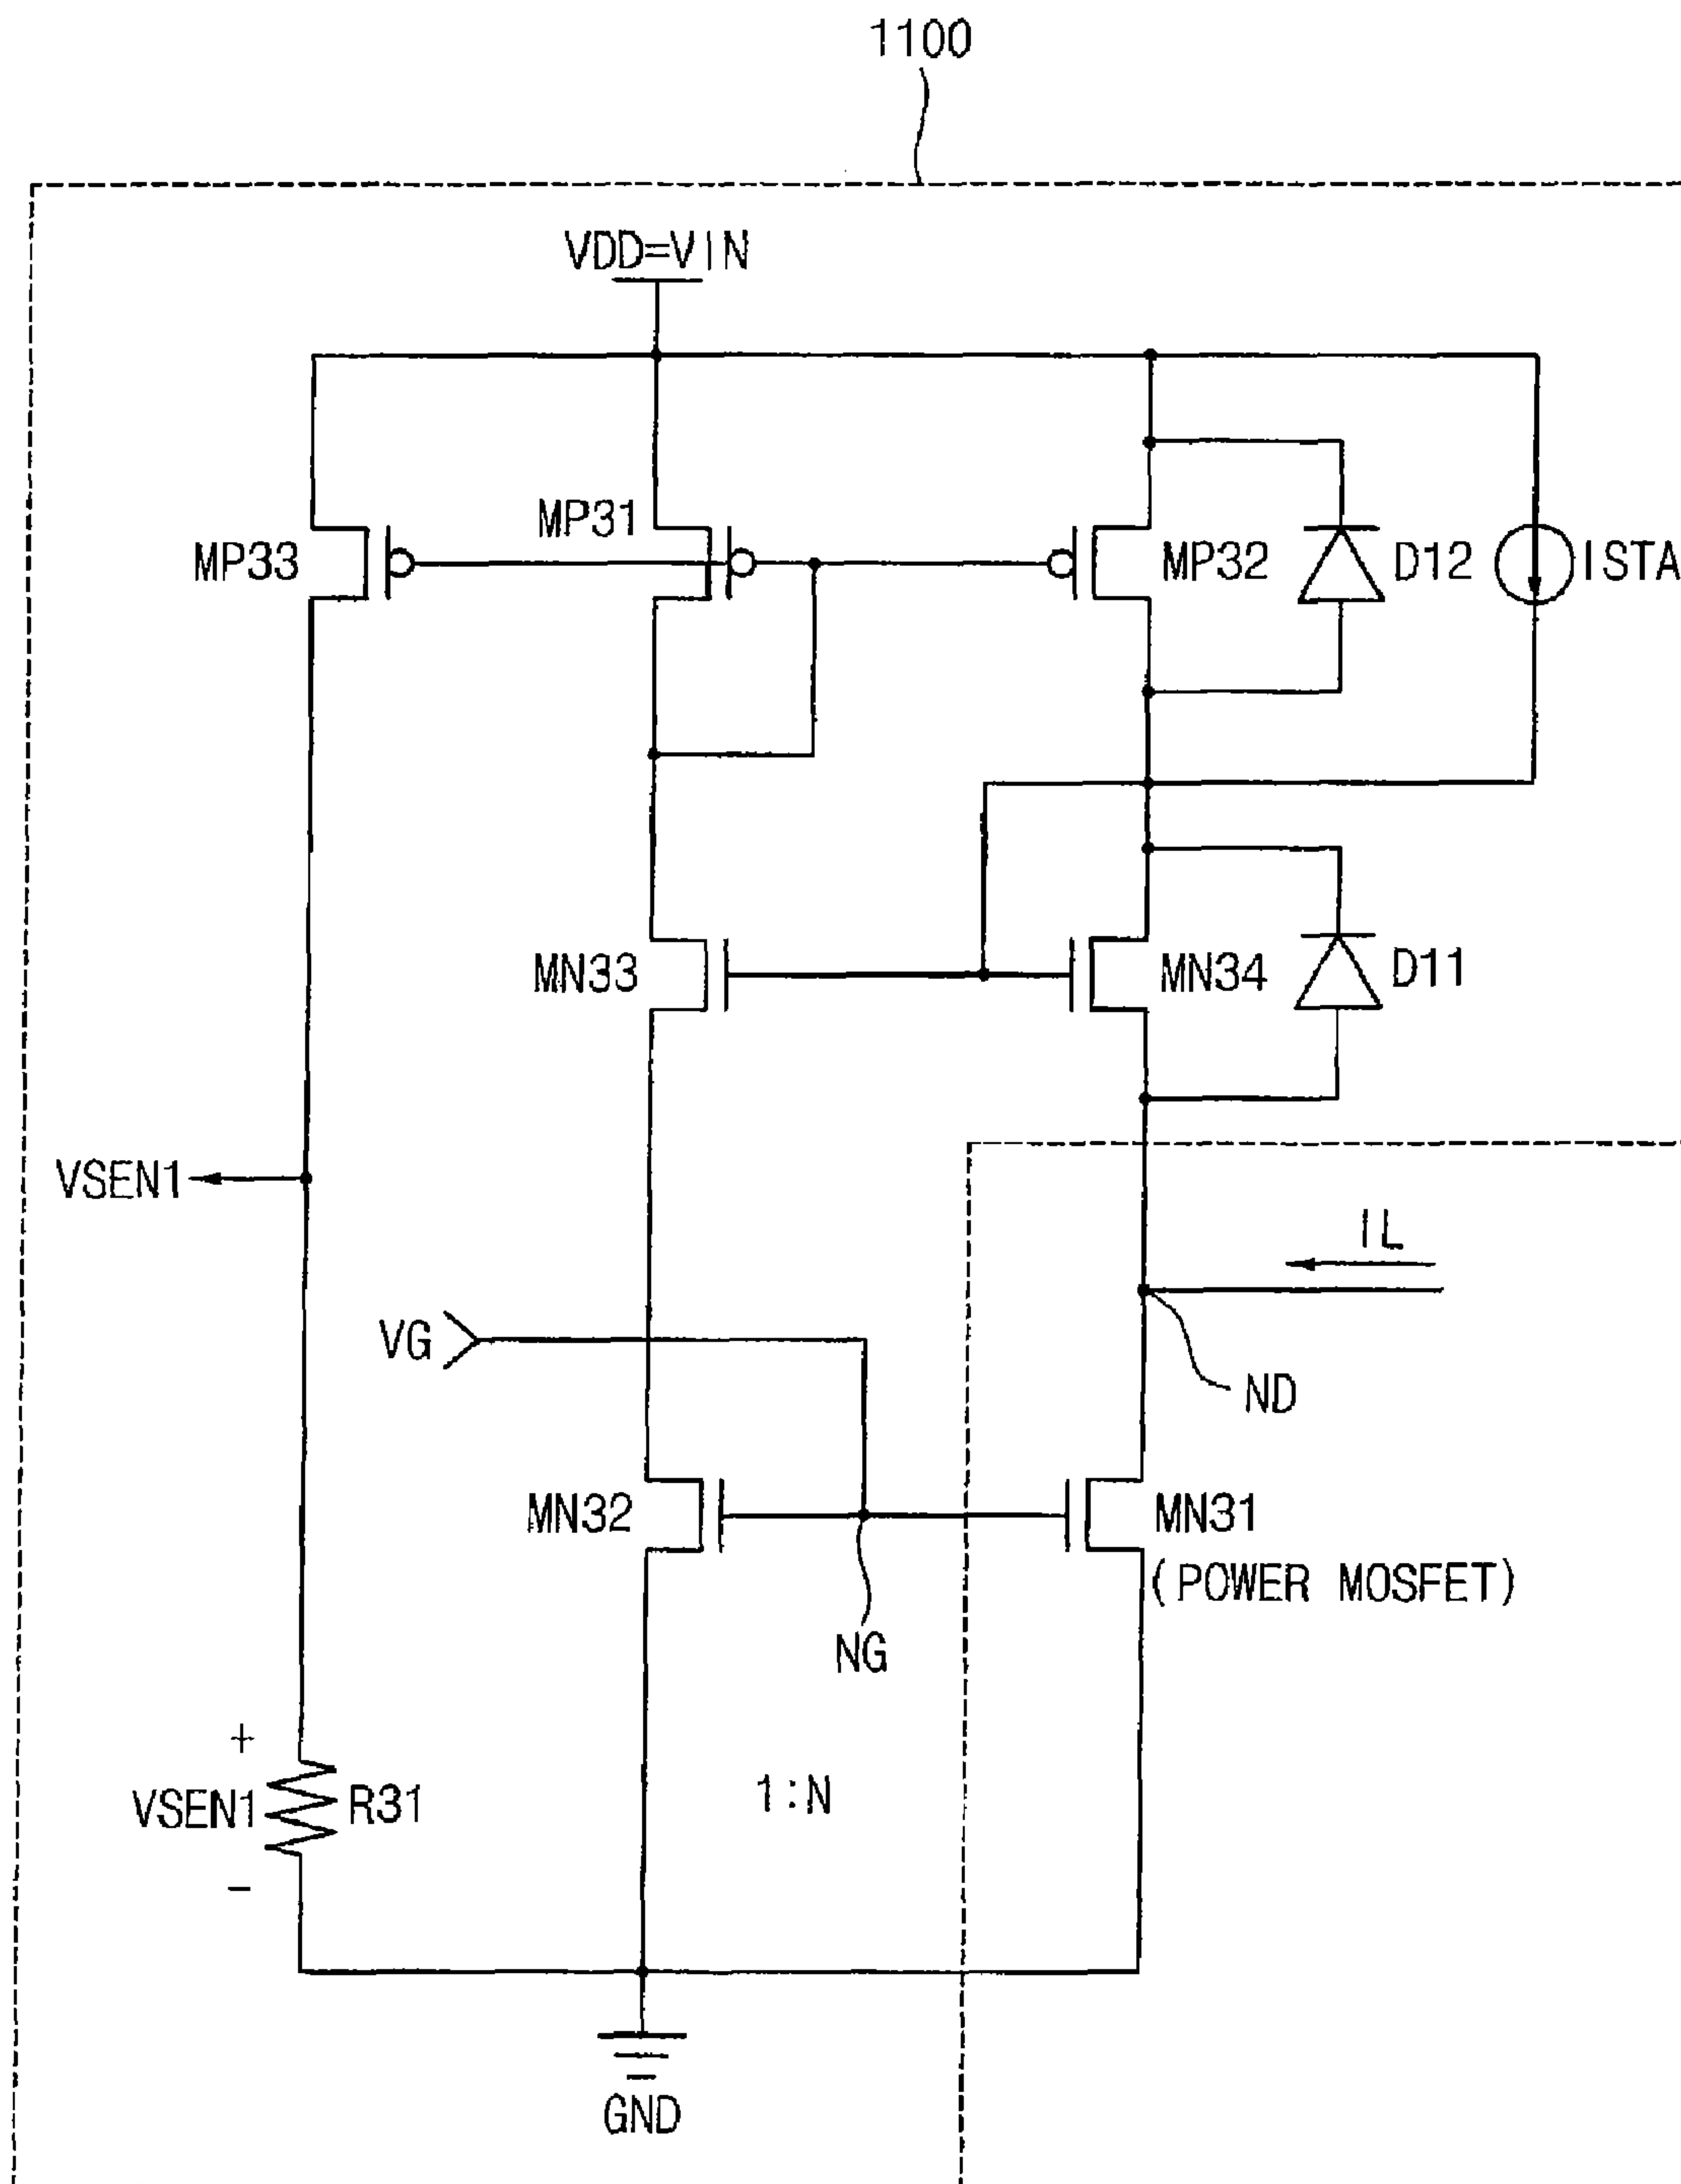 1100
VDD=VIN
MP33
MP31
MP32
D12
ISTA
MN33
MN34
D11
VSEN1
IL
VG
ND
MN32
MN31
(POWER MOSFET)
NG
+
VSEN1
R31
1:N
-
GND